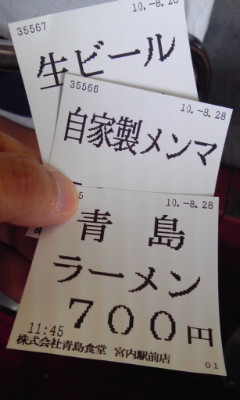 35567 10.-8.28
生ビール
35566 10.-8.28
自家製メンマ
5 10.-8.28
青島
ラーメン
700円
11:45
株式会社青島食堂 宮内駅前店
01